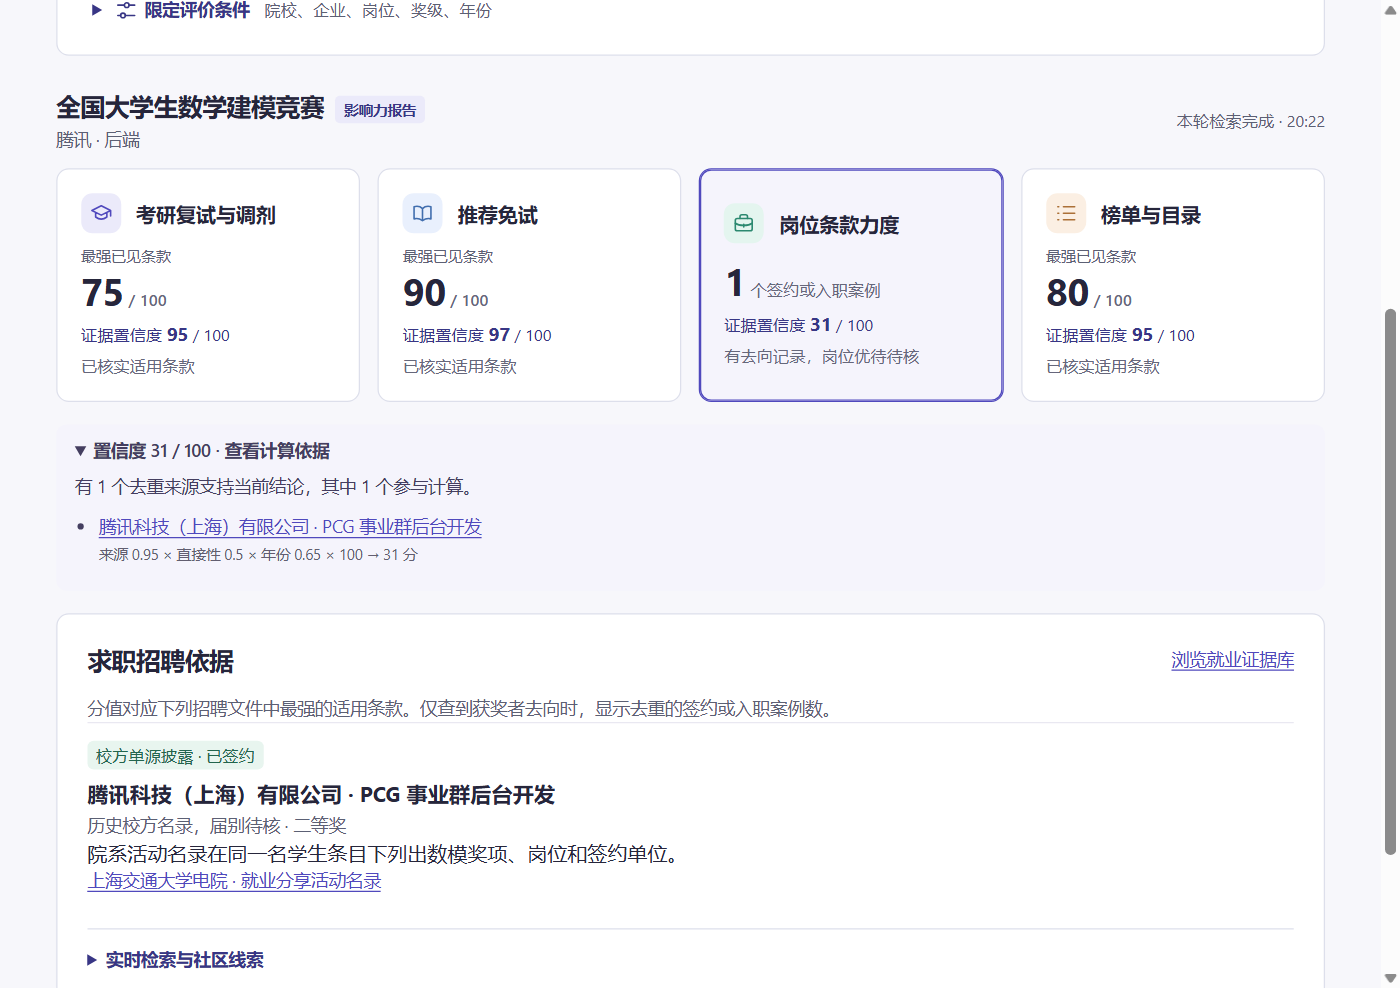 限定评价条件 院校、企业、岗位、奖级、年份
全国大学生数学建模竞赛 影响力报告
腾讯 · 后端
本轮检索完成 · 20:22
考研复试与调剂
最强已见条款
75 / 100
证据置信度 95 / 100
已核实适用条款
推荐免试
最强已见条款
90 / 100
证据置信度 97 / 100
已核实适用条款
岗位条款力度
1 个签约或入职案例
证据置信度 31 / 100
有去向记录，岗位优待待核
榜单与目录
最强已见条款
80 / 100
证据置信度 95 / 100
已核实适用条款
置信度 31 / 100 · 查看计算依据
有 1 个去重来源支持当前结论，其中 1 个参与计算。
腾讯科技（上海）有限公司 · PCG 事业群后台开发
来源 0.95 × 直接性 0.5 × 年份 0.65 × 100 → 31 分
求职招聘依据
浏览就业证据库
分值对应下列招聘文件中最强的适用条款。仅查到获奖者去向时，显示去重的签约或入职案例数。
校方单源披露 · 已签约
腾讯科技（上海）有限公司 · PCG 事业群后台开发
历史校方名录，届别待核 · 二等奖
院系活动名录在同一名学生条目下列出数模奖项、岗位和签约单位。
上海交通大学电院 · 就业分享活动名录
实时检索与社区线索